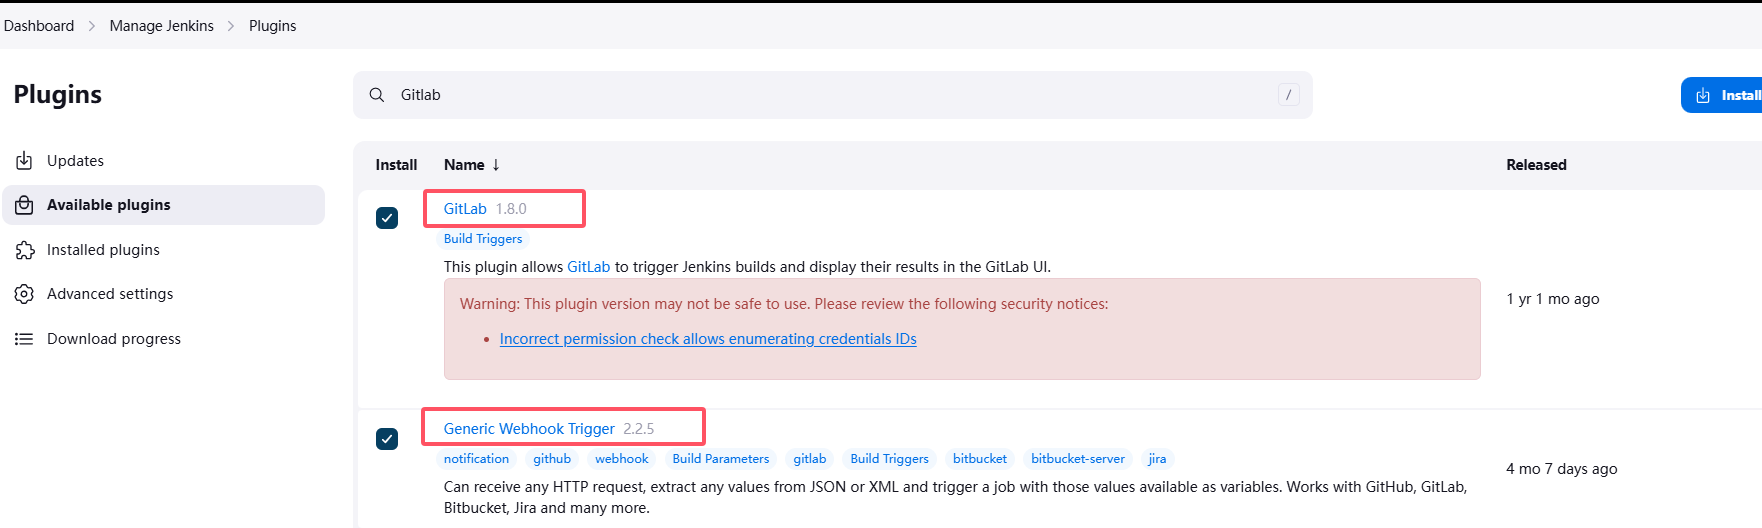 Dashboard > Manage Jenkins > Plugins
Plugins
Gitlab /
Install
Updates
Available plugins
Installed plugins
Advanced settings
Download progress
Install Name ↓ Released
GitLab 1.8.0
Build Triggers
This plugin allows GitLab to trigger Jenkins builds and display their results in the GitLab UI.
Warning: This plugin version may not be safe to use. Please review the following security notices:
• Incorrect permission check allows enumerating credentials IDs
1 yr 1 mo ago
Generic Webhook Trigger 2.2.5
notification github webhook Build Parameters gitlab Build Triggers bitbucket bitbucket-server jira
Can receive any HTTP request, extract any values from JSON or XML and trigger a job with those values available as variables. Works with GitHub, GitLab,
Bitbucket, Jira and many more.
4 mo 7 days ago